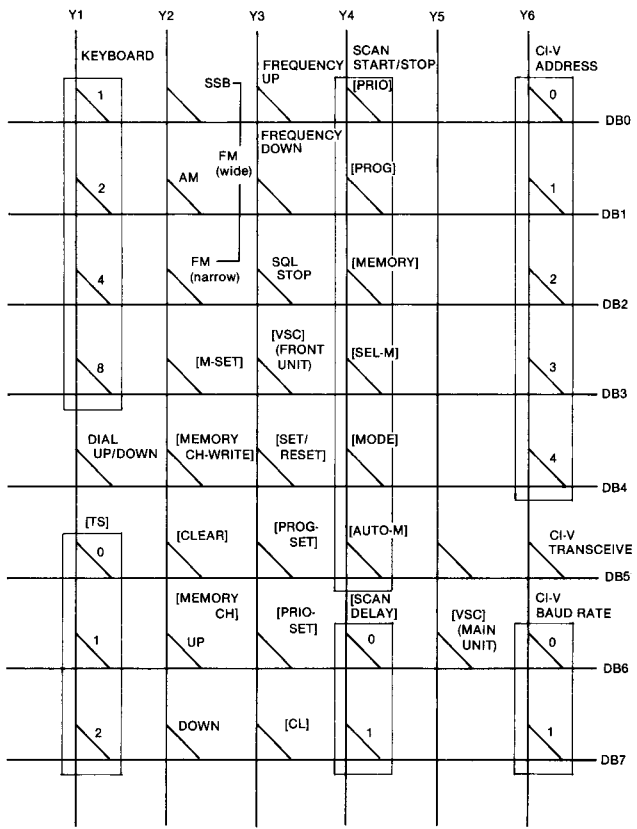 Y1 Y2 Y3 Y4 Y5 Y6
KEYBOARD
SSB
FREQUENCY
UP
SCAN
START/STOP
[PRIO]
CI-V
ADDRESS
1
0
DB0
FM
(wide)
FREQUENCY
DOWN
2
AM
[PROG]
1
DB1
4
FM
(narrow)
SQL
STOP
[MEMORY]
2
DB2
8
[M-SET]
[VSC]
(FRONT
UNIT)
[SEL-M]
3
DB3
DIAL
UP/DOWN
[MEMORY
CH-WRITE]
[SET/
RESET]
[MODE]
4
DB4
[TS]
0
[CLEAR]
[PROG-
SET]
[AUTO-M]
CI-V
TRANSCEIVE
DB5
1
[MEMORY
CH]
UP
[PRIO-
SET]
[SCAN
DELAY]
0
[VSC]
(MAIN
UNIT)
CI-V
BAUD RATE
0
DB6
2
DOWN
[CL]
1
1
DB7